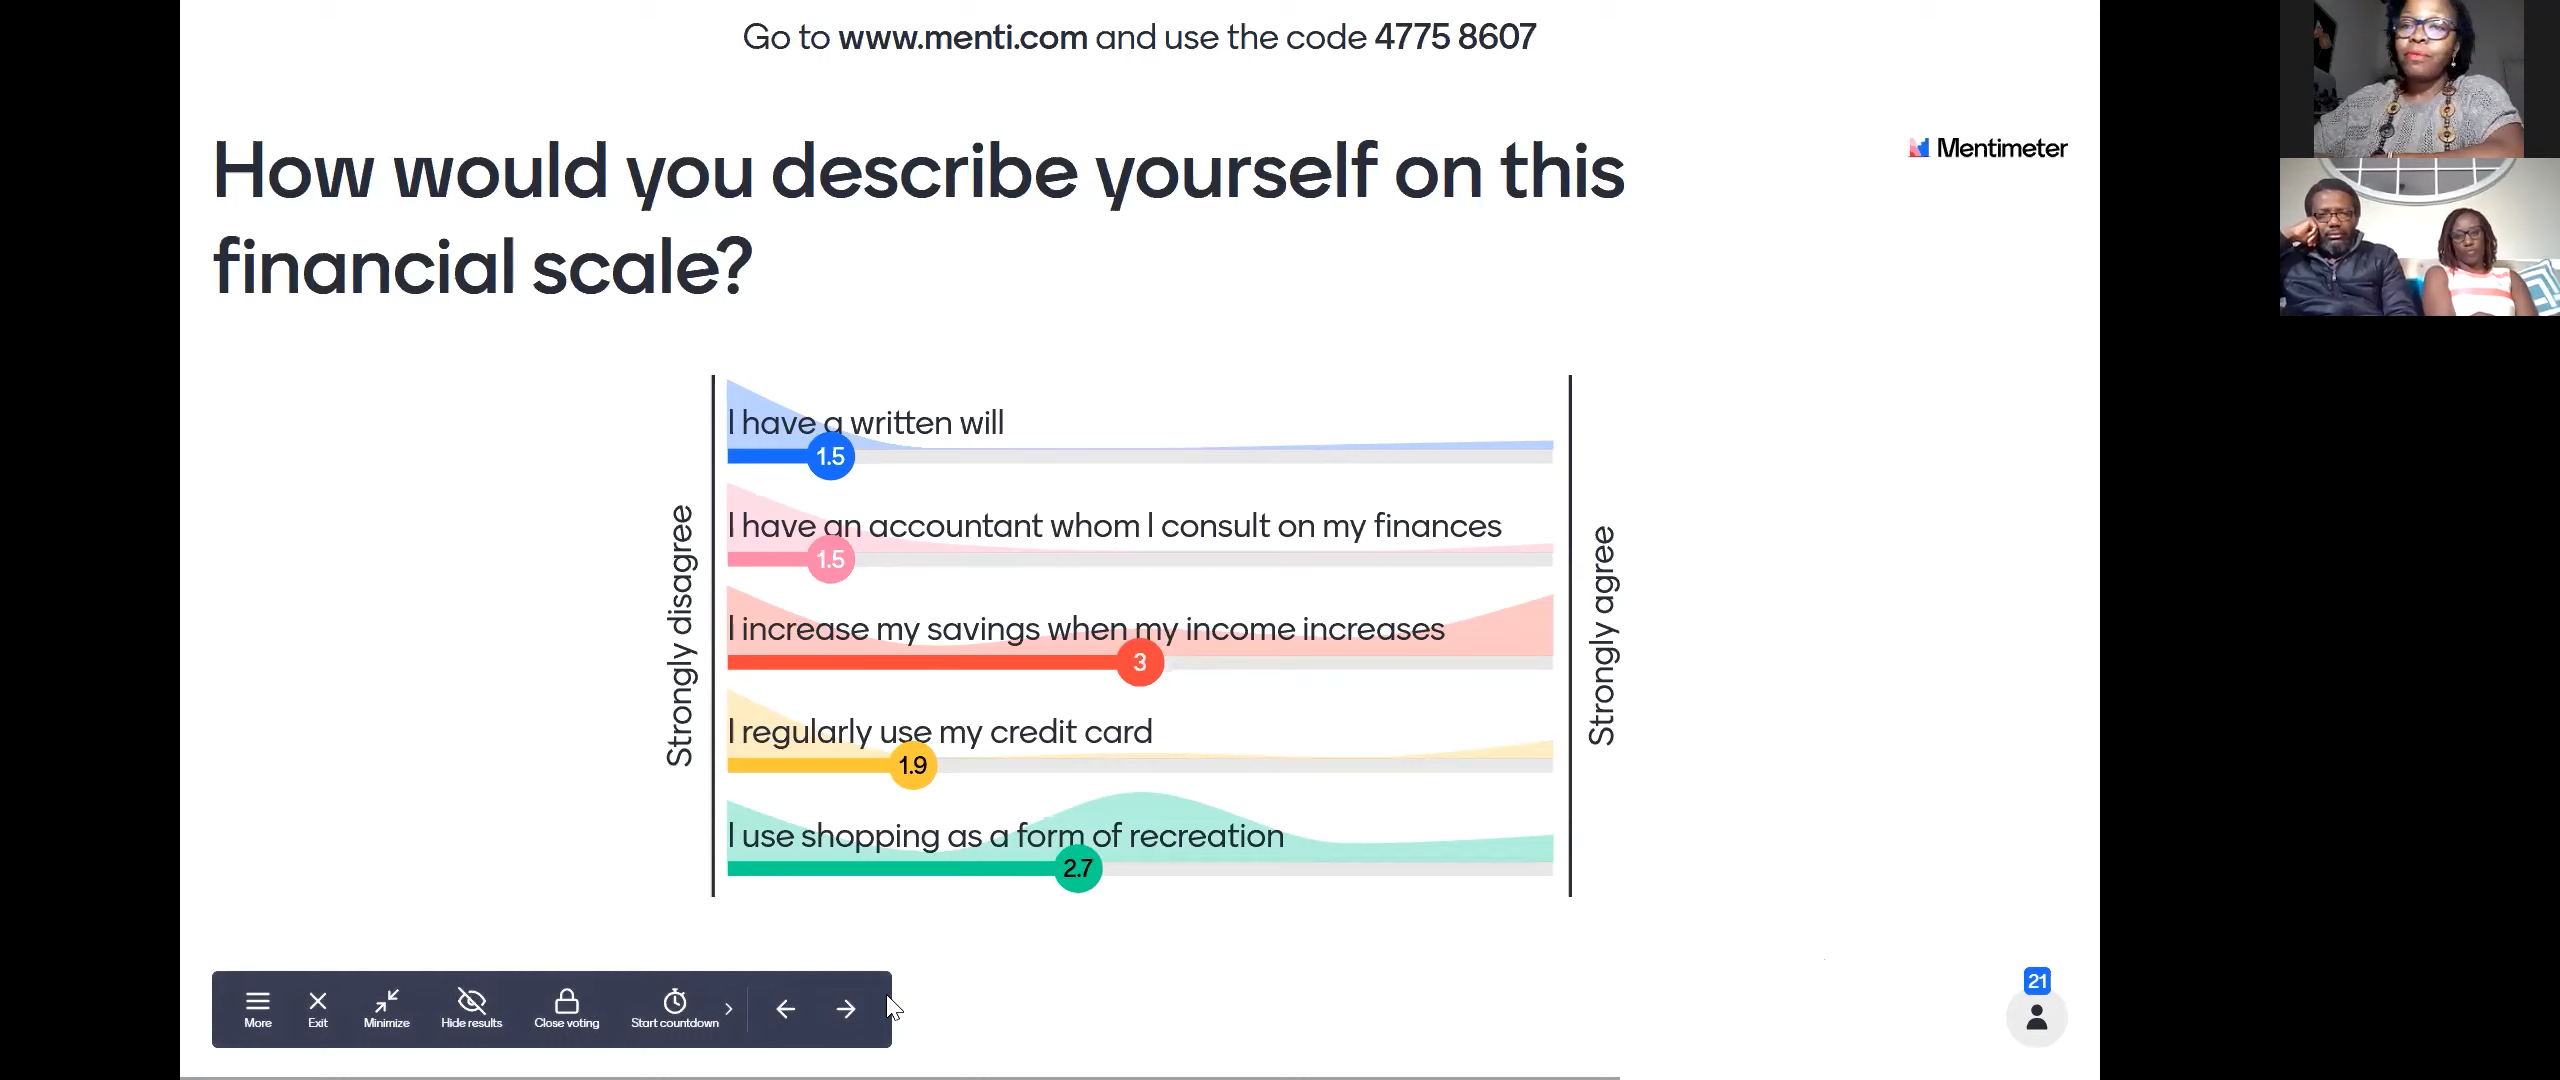 Go to www.menti.com and use the code 4775 8607
How would you describe yourself on this
financial scale?
Mentimeter
Strongly disagree
I have a written will
1.5
I have an accountant whom I consult on my finances
1.5
I increase my savings when my income increases
3
I regularly use my credit card
1.9
I use shopping as a form of recreation
2.7
Strongly agree
More
Exit
Minimize
Hide results
Close voting
Start countdown
21